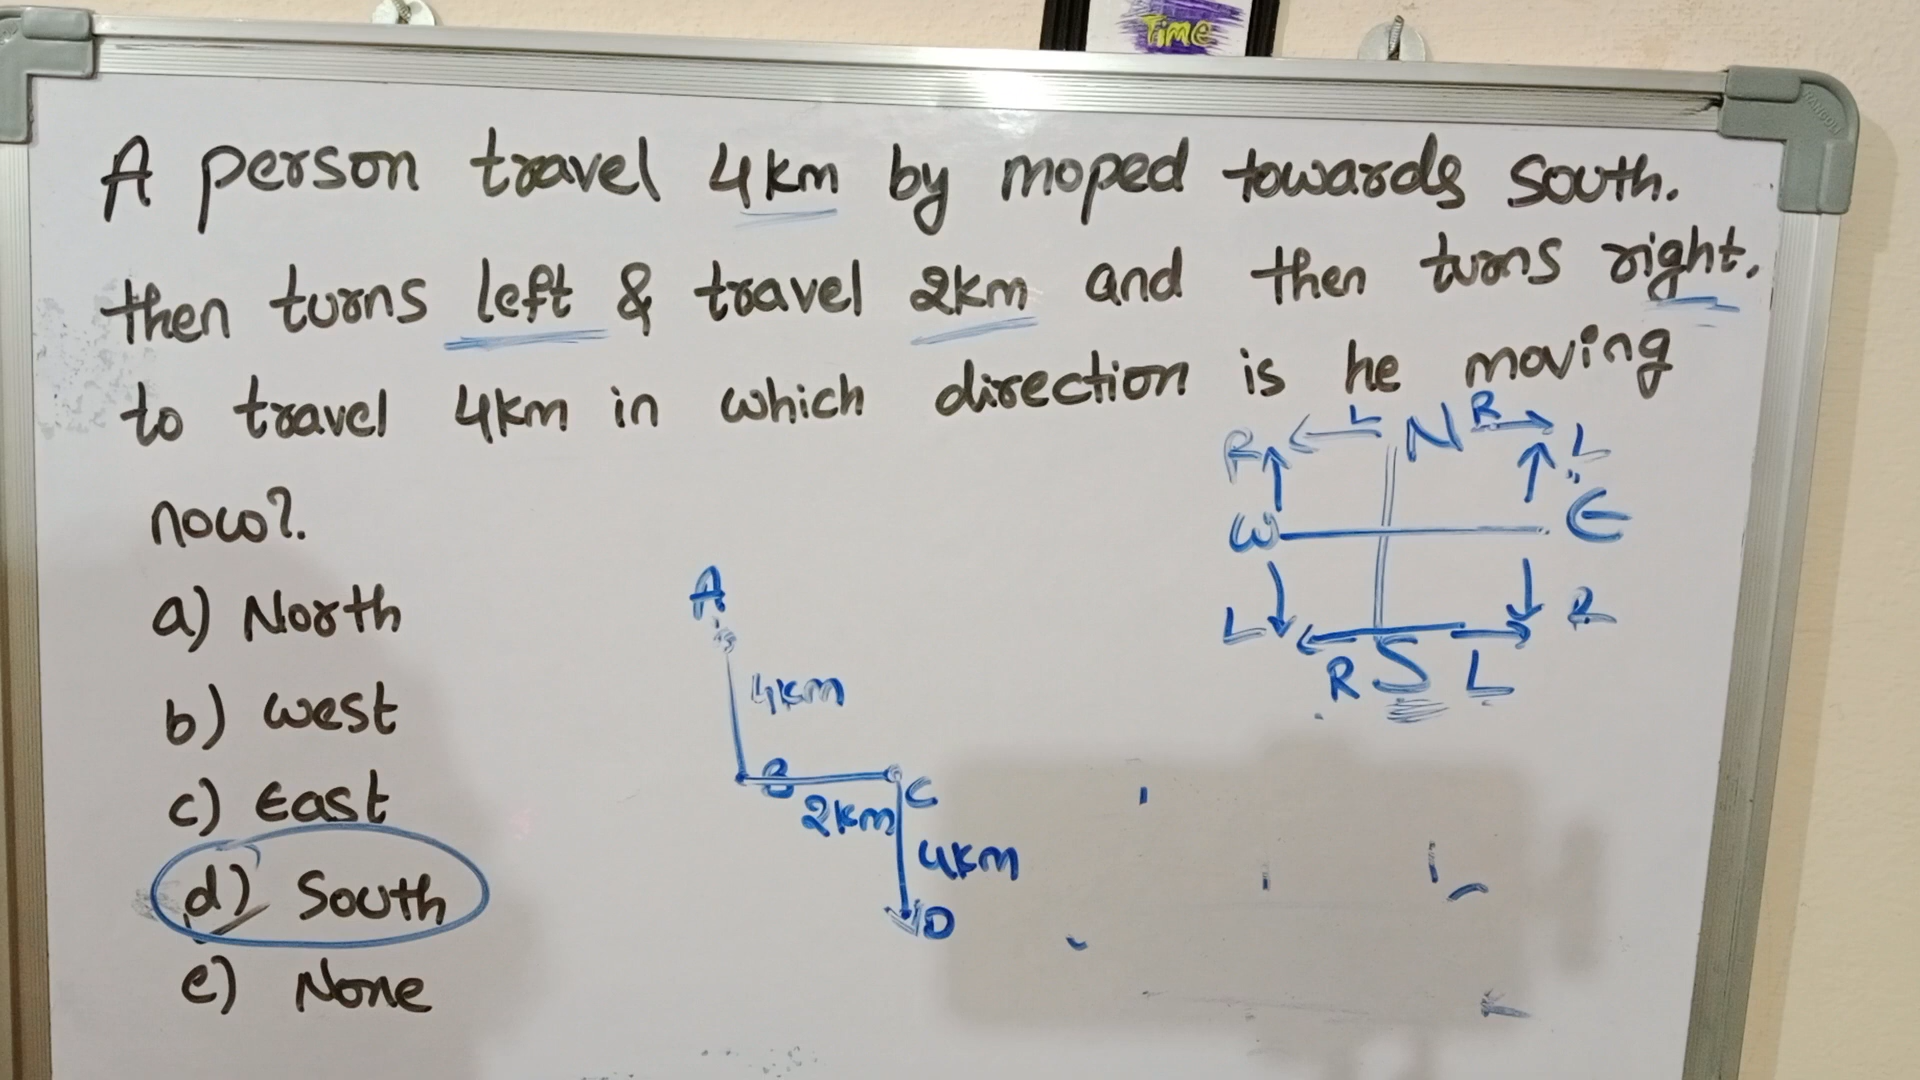 Time
A person travel 4km by moped towards south.
then turns left & travel 2km and then turns right.
to travel 4km in which direction is he moving
now?.
a) North
b) west
c) East
d) South
e) None
L N R
R L
W E
L R
R S L
A
4km
B C
2km
4km
D